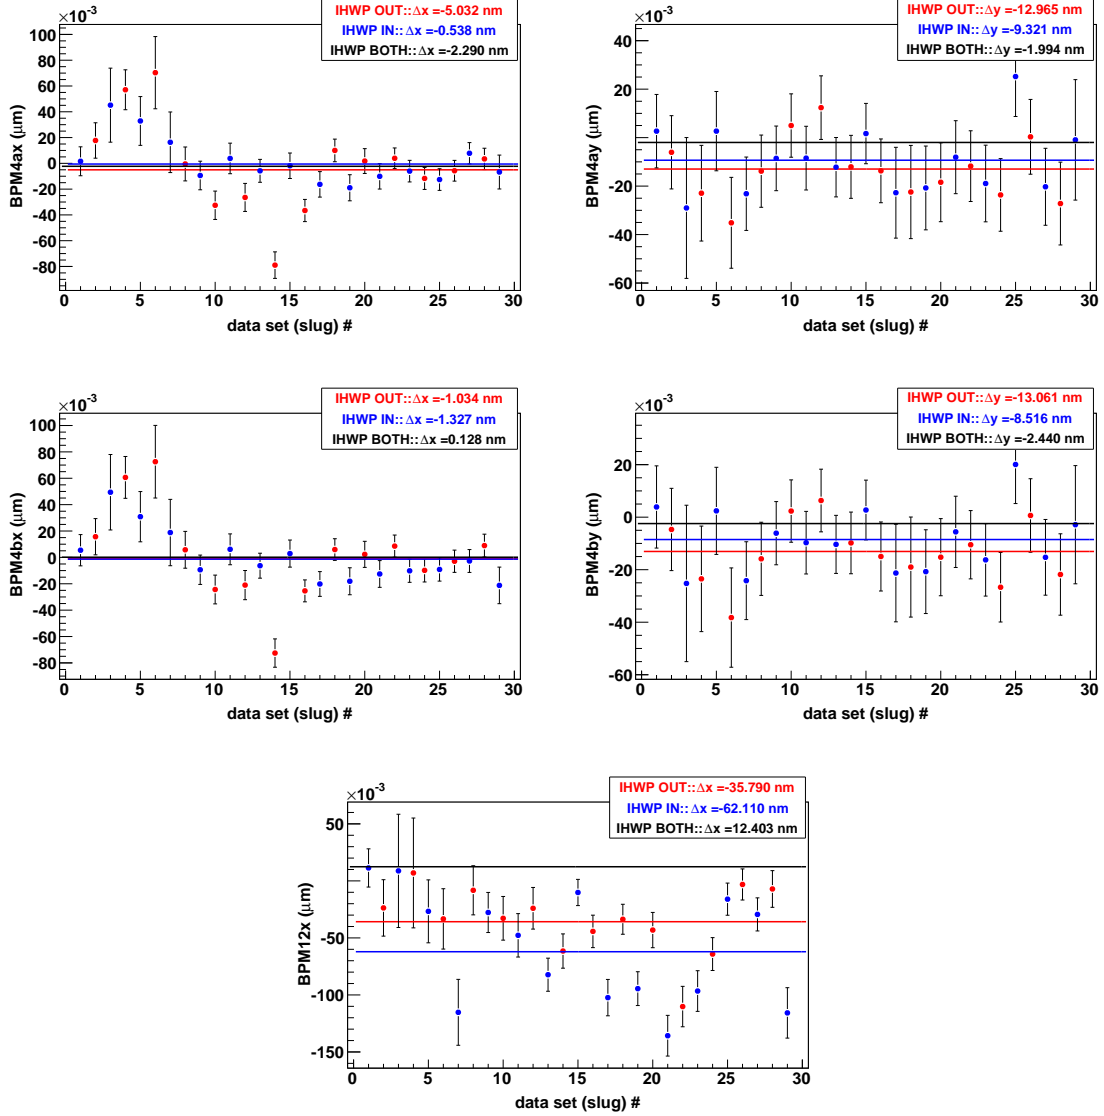 ×10⁻³
IHWP OUT::Δx =-5.032 nm
IHWP IN::Δx =-0.538 nm
IHWP BOTH::Δx =-2.290 nm
BPM4ax (μm)
100
80
60
40
20
0
-20
-40
-60
-80
0 5 10 15 20 25 30
data set (slug) #
×10⁻³
IHWP OUT::Δy =-12.965 nm
IHWP IN::Δy =-9.321 nm
IHWP BOTH::Δy =-1.994 nm
BPM4ay (μm)
40
20
0
-20
-40
-60
0 5 10 15 20 25 30
data set (slug) #
×10⁻³
IHWP OUT::Δx =-1.034 nm
IHWP IN::Δx =-1.327 nm
IHWP BOTH::Δx =0.128 nm
BPM4bx (μm)
100
80
60
40
20
0
-20
-40
-60
-80
0 5 10 15 20 25 30
data set (slug) #
×10⁻³
IHWP OUT::Δy =-13.061 nm
IHWP IN::Δy =-8.516 nm
IHWP BOTH::Δy =-2.440 nm
BPM4by (μm)
20
0
-20
-40
-60
0 5 10 15 20 25 30
data set (slug) #
×10⁻³
IHWP OUT::Δx =-35.790 nm
IHWP IN::Δx =-62.110 nm
IHWP BOTH::Δx =12.403 nm
BPM12x (μm)
50
0
-50
-100
-150
0 5 10 15 20 25 30
data set (slug) #